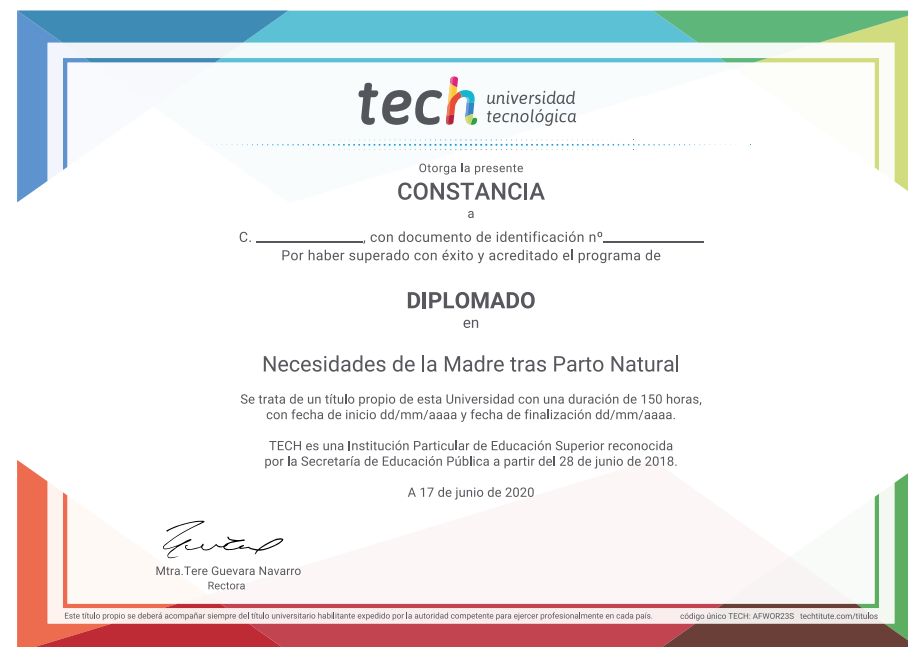 tech universidad
tecnológica
Otorga la presente
CONSTANCIA
a
C. ______________, con documento de identificación nº______________
Por haber superado con éxito y acreditado el programa de
DIPLOMADO
en
Necesidades de la Madre tras Parto Natural
Se trata de un título propio de esta Universidad con una duración de 150 horas,
con fecha de inicio dd/mm/aaaa y fecha de finalización dd/mm/aaaa.
TECH es una Institución Particular de Educación Superior reconocida
por la Secretaría de Educación Pública a partir del 28 de junio de 2018.
A 17 de junio de 2020
Mtra.Tere Guevara Navarro
Rectora
Este título propio se deberá acompañar siempre del título universitario habilitante expedido por la autoridad competente para ejercer profesionalmente en cada país. código único TECH: AFWOR23S techtitute.com/titulos